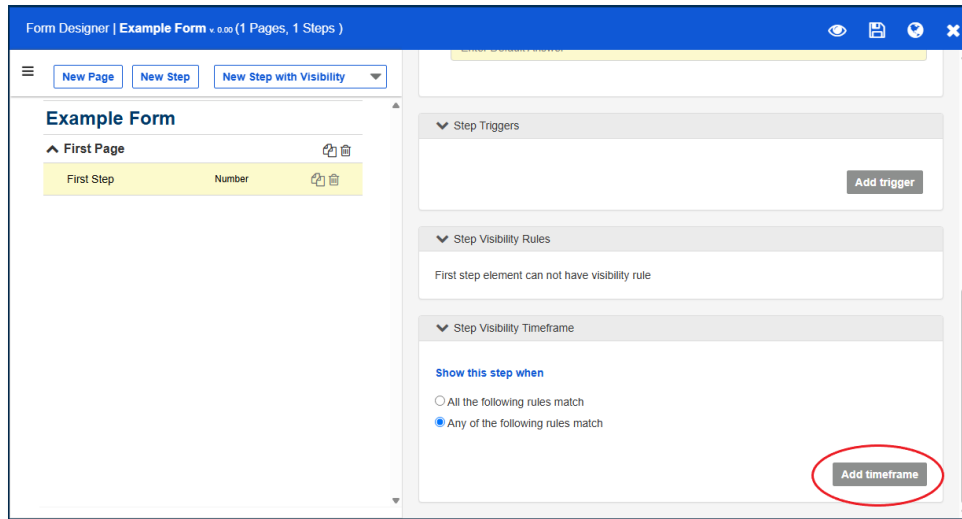 Form Designer | Example Form v. 0.00 (1 Pages, 1 Steps )
New Page New Step New Step with Visibility
Example Form
First Page
First Step Number
Enter Default Answer
Step Triggers
Add trigger
Step Visibility Rules
First step element can not have visibility rule
Step Visibility Timeframe
Show this step when
All the following rules match
Any of the following rules match
Add timeframe